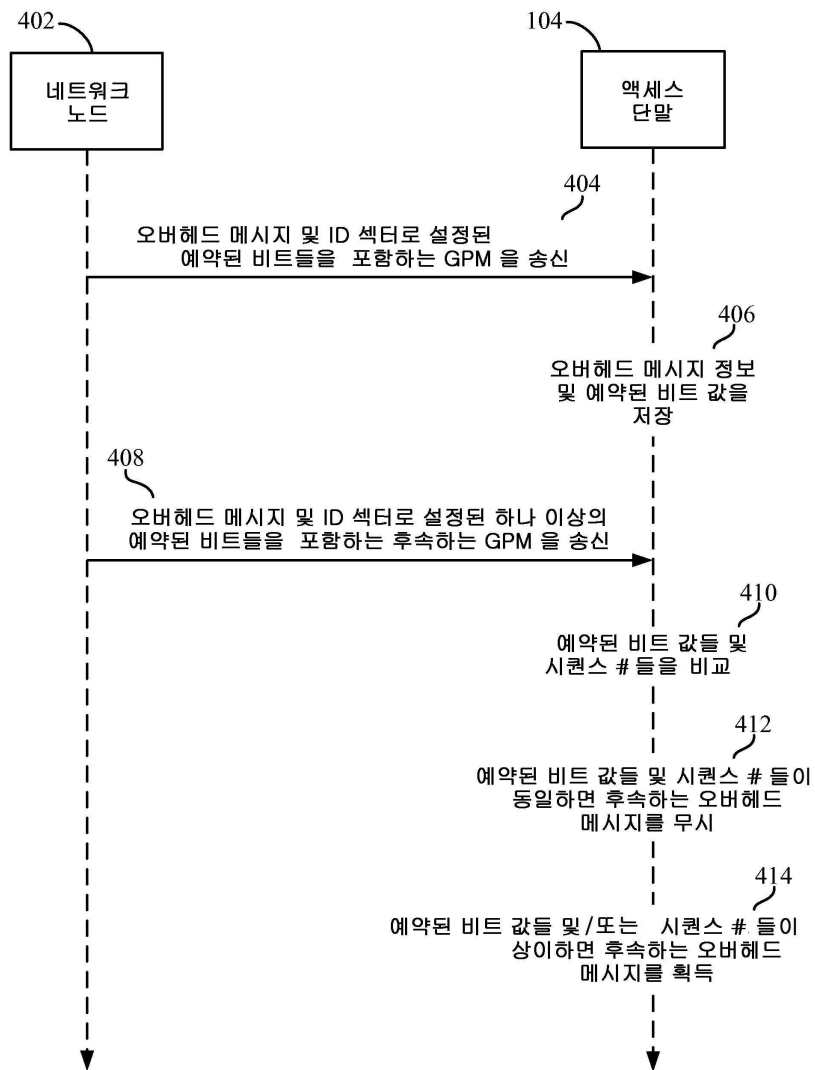 402
104
네트워크
노드
액세스
단말
404
오버헤드 메시지 및 ID 섹터로 설정된
예약된 비트들을 포함하는 GPM 을 송신
406
오버헤드 메시지 정보
및 예약된 비트 값을
저장
408
오버헤드 메시지 및 ID 섹터로 설정된 하나 이상의
예약된 비트들을 포함하는 후속하는 GPM 을 송신
410
예약된 비트 값들 및
시퀀스 # 들을 비교
412
예약된 비트 값들 및 시퀀스 # 들이
동일하면 후속하는 오버헤드
메시지를 무시
414
예약된 비트 값들 및/또는 시퀀스 # 들이
상이하면 후속하는 오버헤드
메시지를 획득